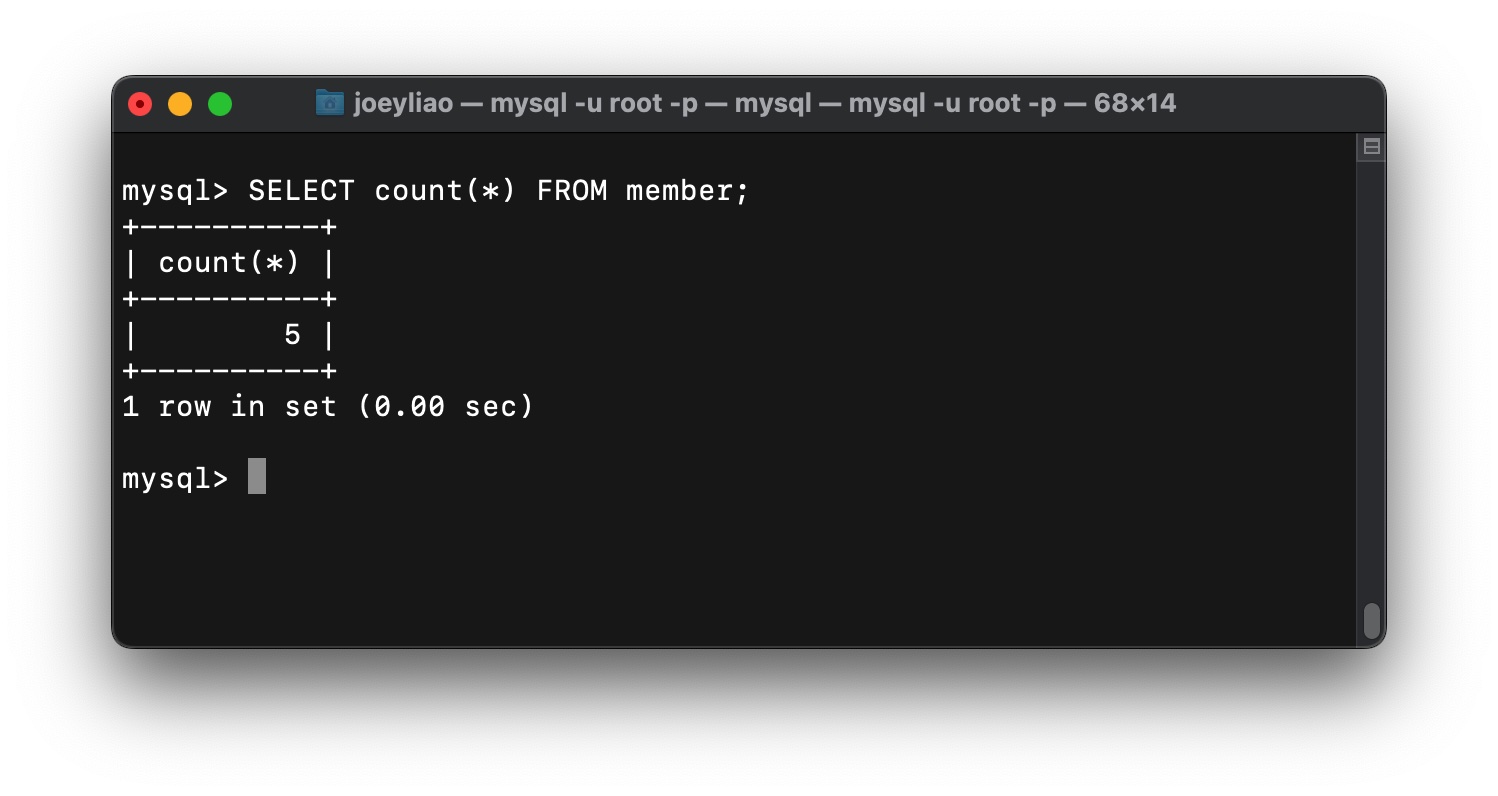 joeyliao — mysql -u root -p — mysql — mysql -u root -p — 68×14
mysql> SELECT count(*) FROM member;
+----------+
| count(*) |
+----------+
|        5 |
+----------+
1 row in set (0.00 sec)
mysql>